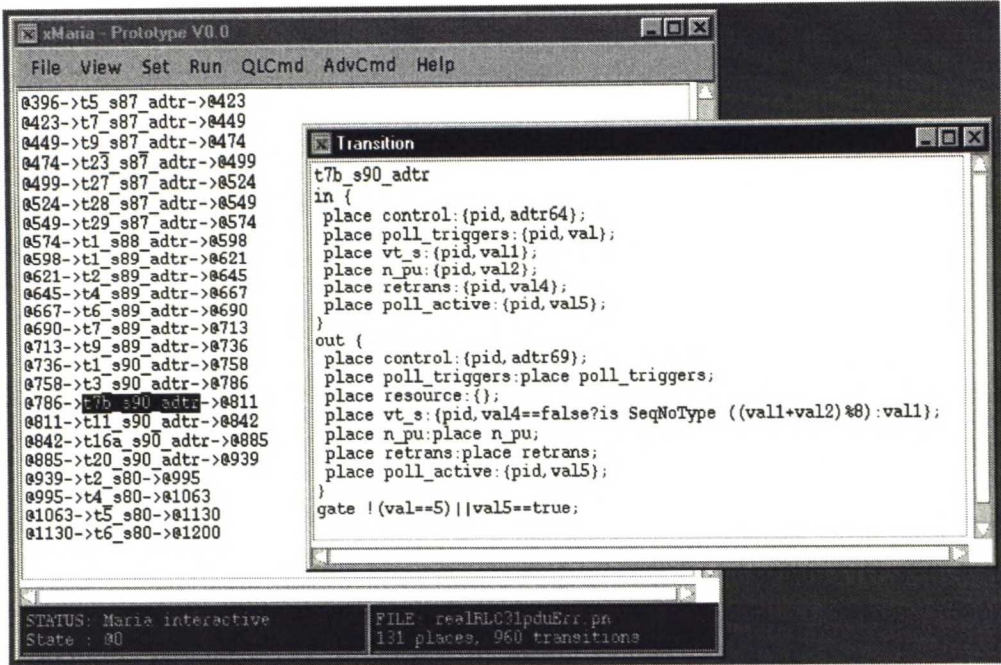 xMaria - Prototype V0.0
File View Set Run QLCmd AdvCmd Help
@396->t5_s87_adtr->@423
@423->t7_s87_adtr->@449
@449->t9_s87_adtr->@474
@474->t23_s87_adtr->@499
@499->t27_s87_adtr->@524
@524->t28_s87_adtr->@549
@549->t29_s87_adtr->@574
@574->t1_s88_adtr->@598
@598->t1_s89_adtr->@621
@621->t2_s89_adtr->@645
@645->t4_s89_adtr->@667
@667->t6_s89_adtr->@690
@690->t7_s89_adtr->@713
@713->t9_s89_adtr->@736
@736->t1_s90_adtr->@758
@758->t3_s90_adtr->@786
@786->t7b_s90_adtr->@811
@811->t11_s90_adtr->@842
@842->t16a_s90_adtr->@885
@885->t20_s90_adtr->@939
@939->t2_s80->@995
@995->t4_s80->@1063
@1063->t5_s80->@1130
@1130->t6_s80->@1200
Transition
t7b_s90_adtr
in {
place control:{pid,adtr64};
place poll_triggers:{pid,val};
place vt_s:{pid,val1};
place n_pu:{pid,val2};
place retrans:{pid,val4};
place poll_active:{pid,val5};
}
out {
place control:{pid,adtr69};
place poll_triggers:place poll_triggers;
place resource:{};
place vt_s:{pid,val4==false?is SeqNoType ((val1+val2)%8):val1};
place n_pu:place n_pu;
place retrans:place retrans;
place poll_active:{pid,val5};
}
gate !(val==5)||val5==true;
STATUS: Maria interactive
State : @0
FILE: realRLC31pduErr.pn
131 places, 960 transitions